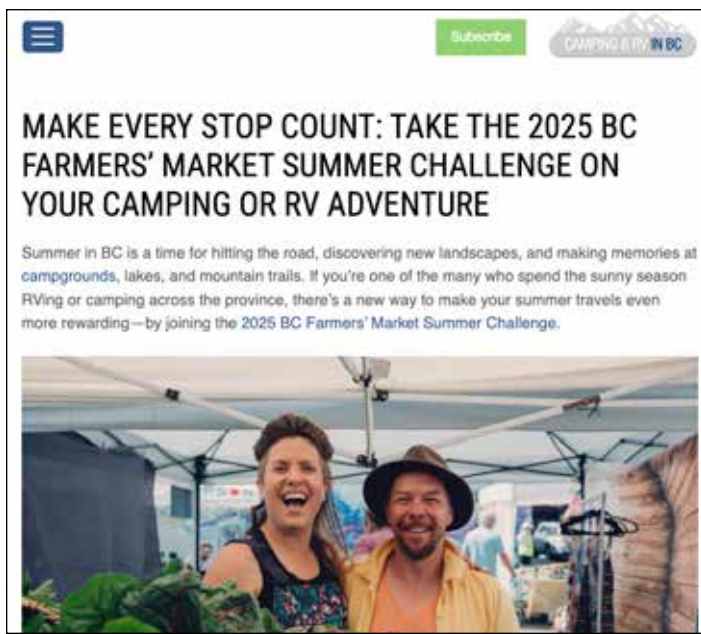 Subscribe
CAMPING & RV IN BC
MAKE EVERY STOP COUNT: TAKE THE 2025 BC
FARMERS’ MARKET SUMMER CHALLENGE ON
YOUR CAMPING OR RV ADVENTURE
Summer in BC is a time for hitting the road, discovering new landscapes, and making memories at
campgrounds, lakes, and mountain trails. If you’re one of the many who spend the sunny season
RVing or camping across the province, there’s a new way to make your summer travels even
more rewarding—by joining the 2025 BC Farmers’ Market Summer Challenge.